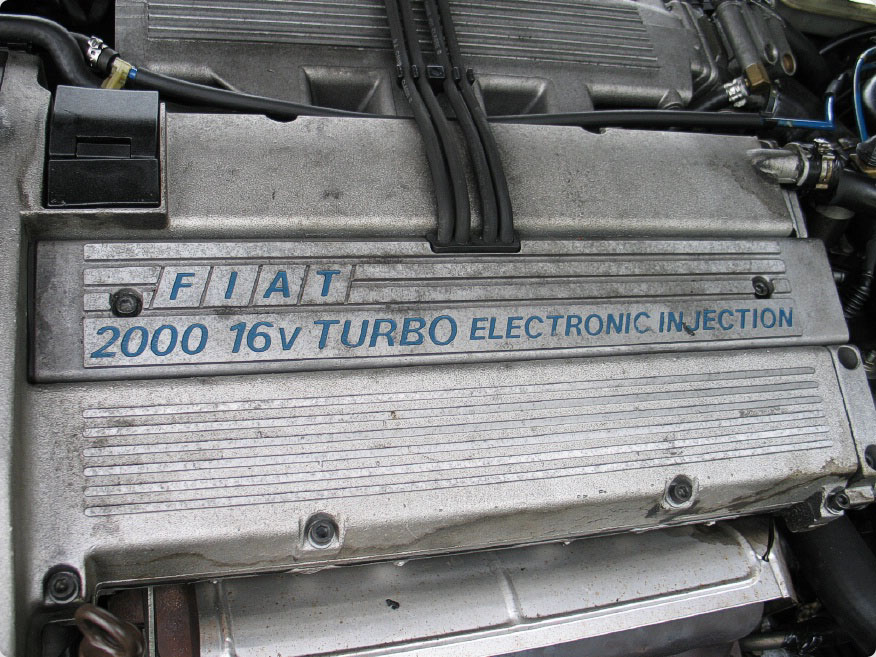 FIAT
2000 16v TURBO ELECTRONIC INJECTION